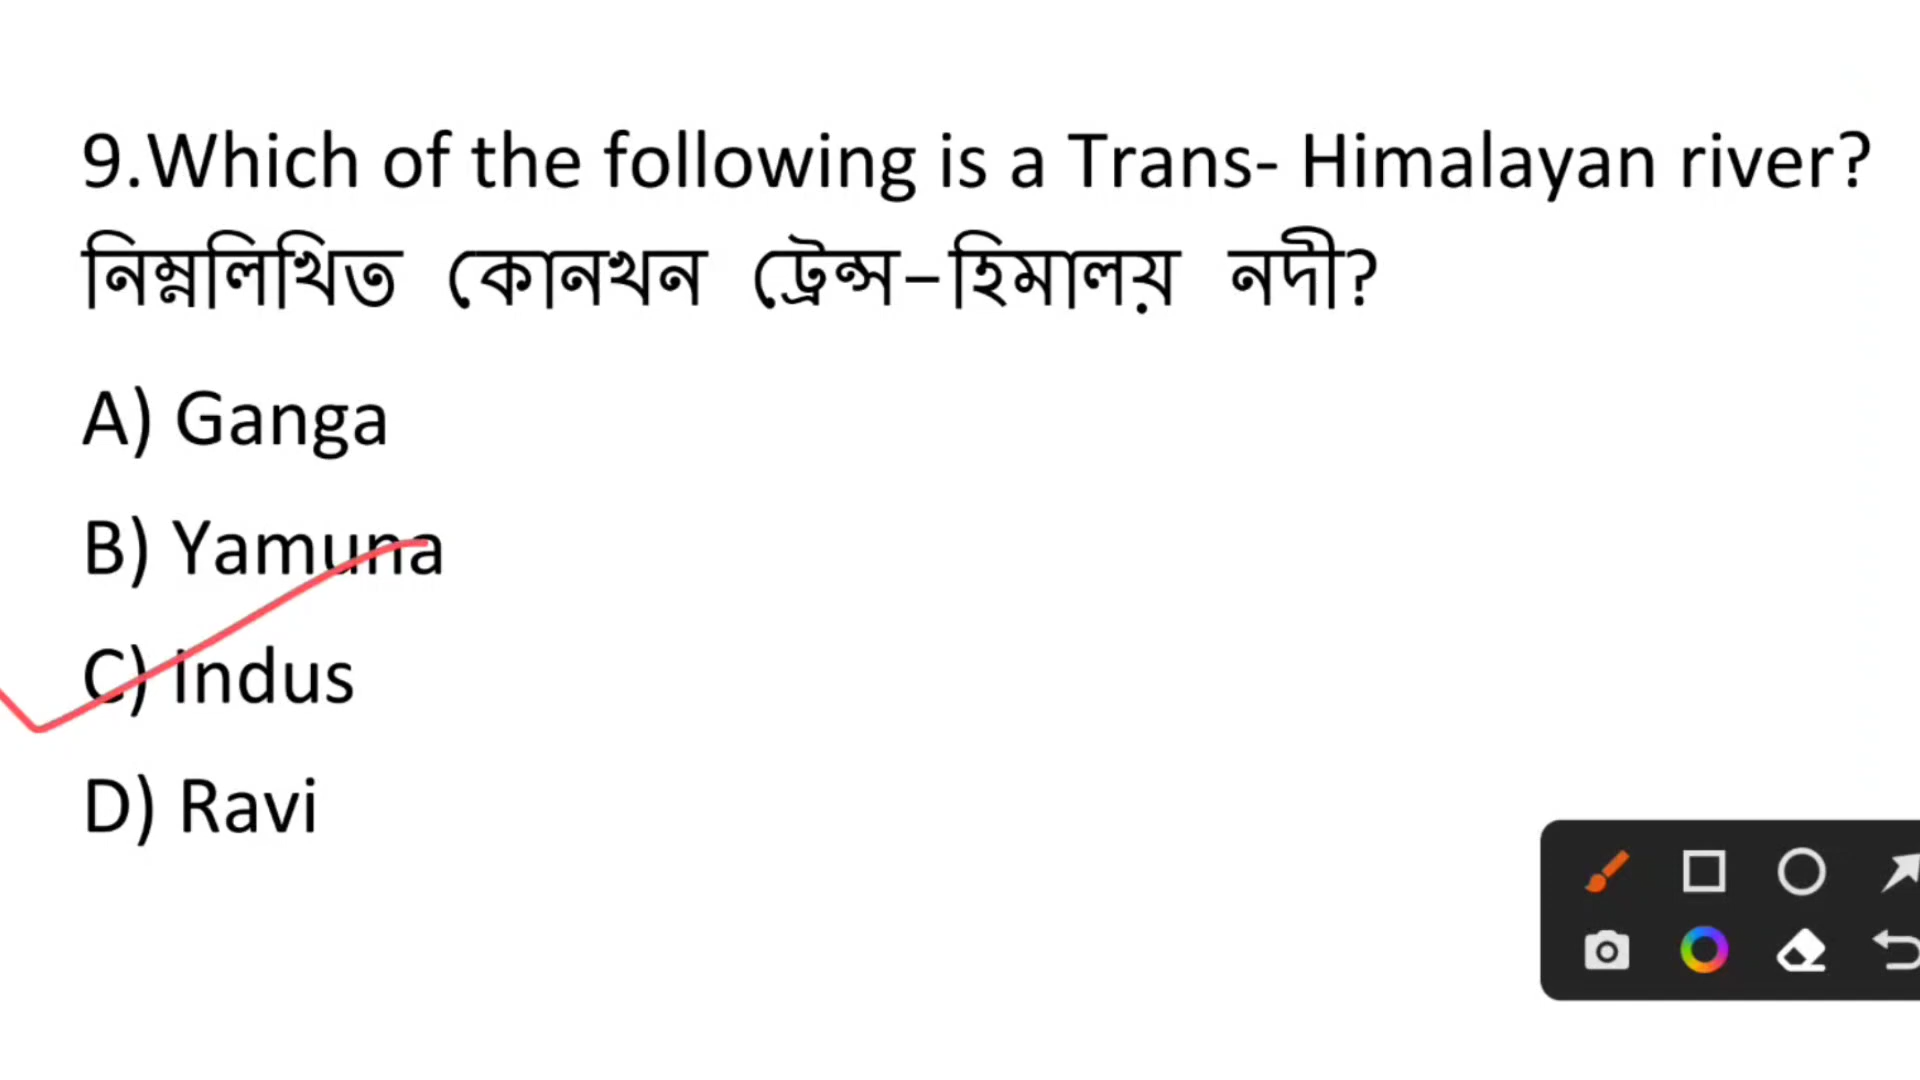 9.Which of the following is a Trans- Himalayan river?
নিম্নলিখিত কোনখন ট্ৰেন্স–হিমালয় নদী?
A) Ganga
B) Yamuna
C) Indus
D) Ravi